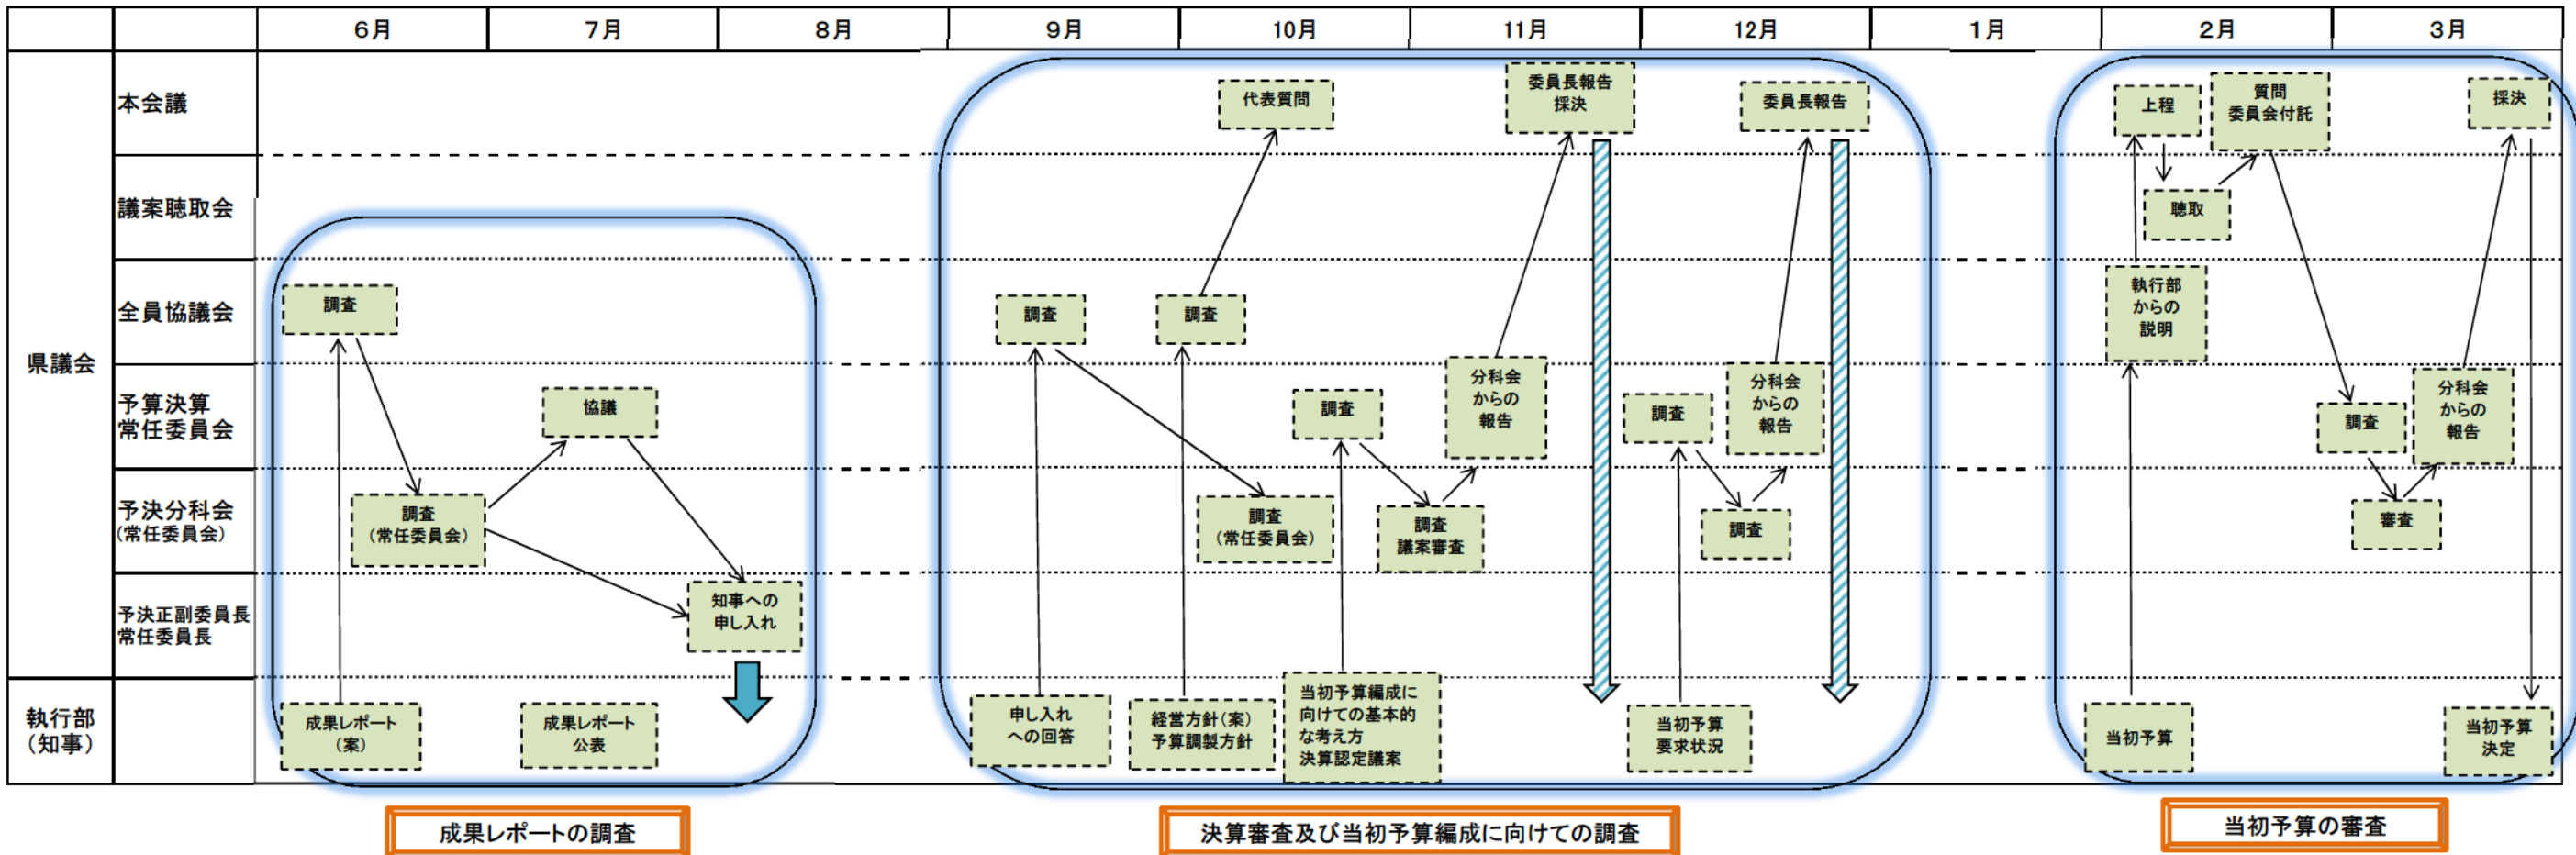 6月
7月
8月
9月
10月
11月
12月
1月
2月
3月
県議会
本会議
代表質問
委員長報告
採決
委員長報告
上程
質問
委員会付託
採決
議案聴取会
聴取
全員協議会
調査
調査
調査
執行部
からの
説明
予算決算
常任委員会
協議
調査
分科会
からの
報告
調査
分科会
からの
報告
調査
分科会
からの
報告
予決分科会
(常任委員会)
調査
(常任委員会)
調査
(常任委員会)
調査
議案審査
調査
審査
予決正副委員長
常任委員長
知事への
申し入れ
執行部
(知事)
成果レポート
(案)
成果レポート
公表
申し入れ
への回答
経営方針(案)
予算調製方針
当初予算編成に
向けての基本的
な考え方
決算認定議案
当初予算
要求状況
当初予算
当初予算
決定
成果レポートの調査
決算審査及び当初予算編成に向けての調査
当初予算の審査